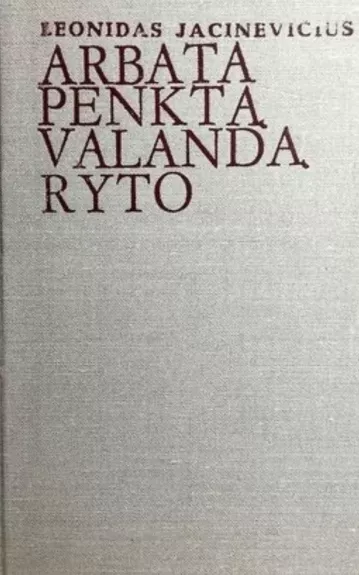 LEONIDAS JACINEVIČIUS
ARBATA
PENKTĄ
VALANDĄ
RYTO